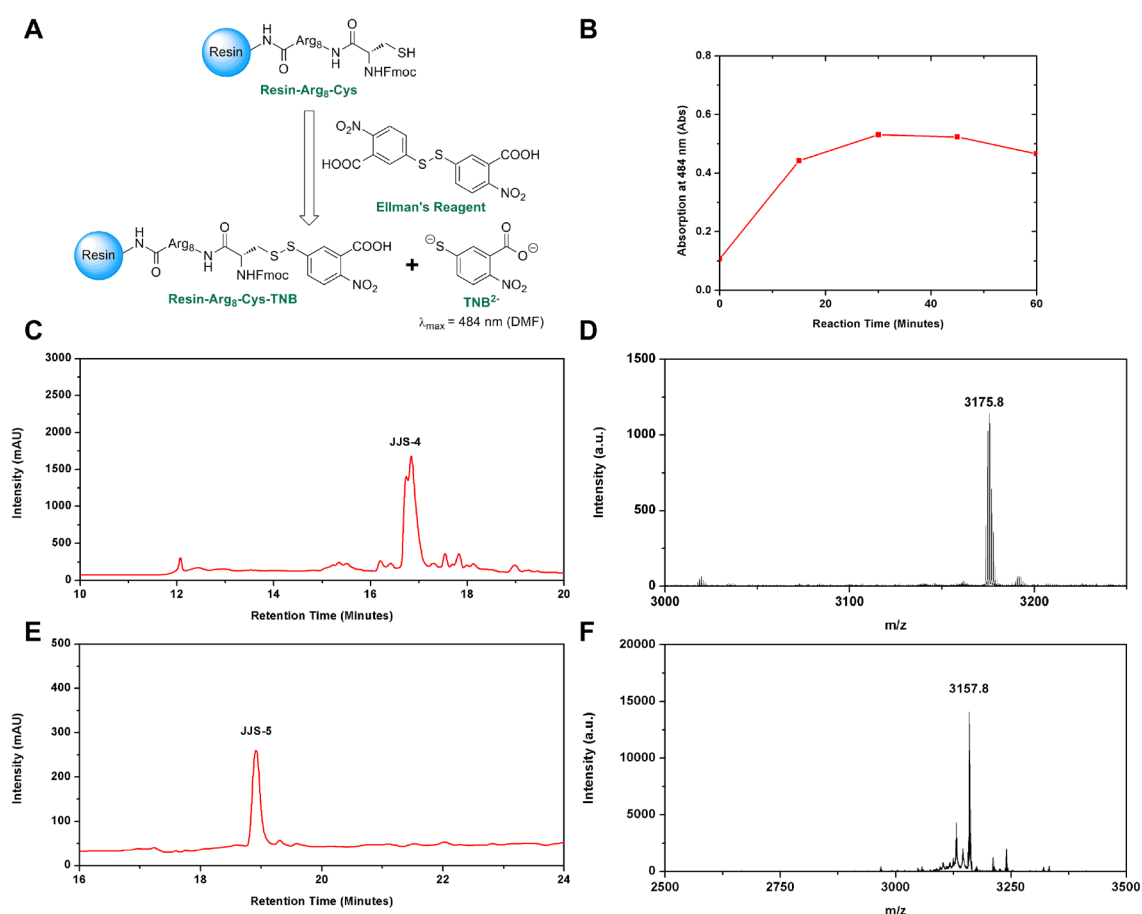 A
Resin
H
N
O
Arg8
N
H
O
SH
NHFmoc
Resin-Arg8-Cys
O2N
HOOC
S
S
COOH
NO2
Ellman's Reagent
Resin
H
N
O
Arg8
N
H
O
S
S
COOH
NHFmoc
NO2
Resin-Arg8-Cys-TNB
+
⊖
S
O
O
⊖
NO2
TNB2-
λmax = 484 nm (DMF)
B
Absorption at 484 nm (Abs)
0.8
0.6
0.4
0.2
0.0
0 20 40 60
Reaction Time (Minutes)
C
Intensity (mAU)
3000
2500
2000
1500
1000
500
0
JJS-4
10 12 14 16 18 20
Retention Time (Minutes)
D
Intensity (a.u.)
1500
1000
500
0
3175.8
3000 3100 3200
m/z
E
Intensity (mAU)
500
400
300
200
100
0
JJS-5
16 18 20 22 24
Retention Time (Minutes)
F
Intensity (a.u.)
20000
15000
10000
5000
0
3157.8
2500 2750 3000 3250 3500
m/z